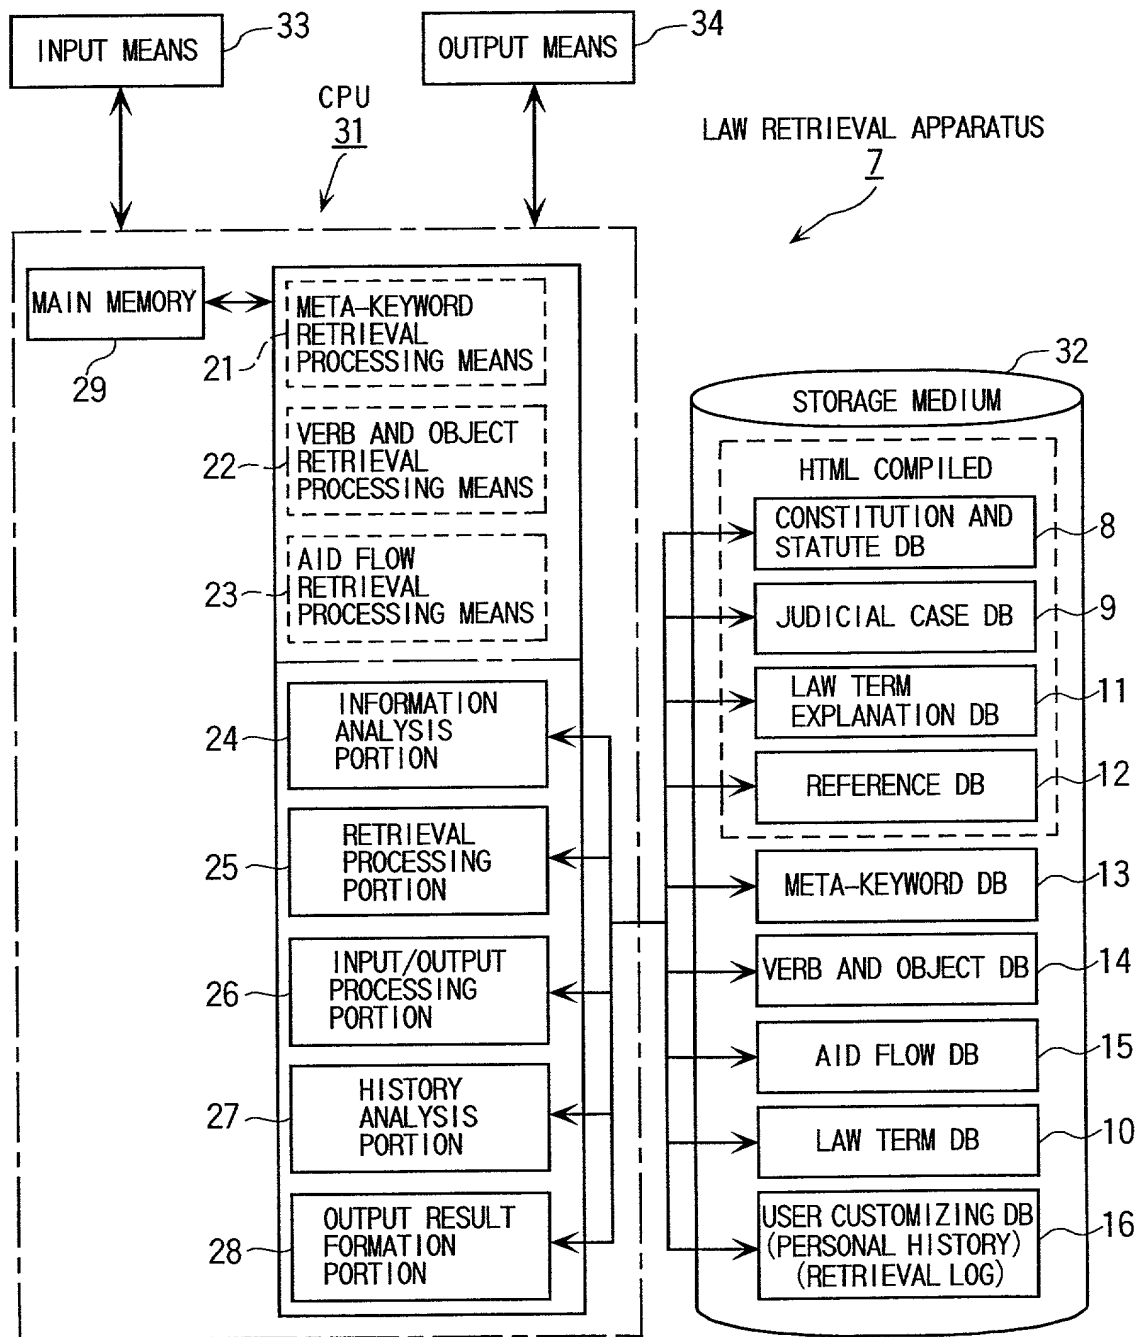 INPUT MEANS
33
OUTPUT MEANS
34
CPU
31
LAW RETRIEVAL APPARATUS
7
MAIN MEMORY
29
META-KEYWORD
RETRIEVAL
PROCESSING MEANS
21
VERB AND OBJECT
RETRIEVAL
PROCESSING MEANS
22
AID FLOW
RETRIEVAL
PROCESSING MEANS
23
INFORMATION
ANALYSIS
PORTION
24
RETRIEVAL
PROCESSING
PORTION
25
INPUT/OUTPUT
PROCESSING
PORTION
26
HISTORY
ANALYSIS
PORTION
27
OUTPUT RESULT
FORMATION
PORTION
28
32
STORAGE MEDIUM
HTML COMPILED
CONSTITUTION AND
STATUTE DB
8
JUDICIAL CASE DB
9
LAW TERM
EXPLANATION DB
11
REFERENCE DB
12
META-KEYWORD DB
13
VERB AND OBJECT DB
14
AID FLOW DB
15
LAW TERM DB
10
USER CUSTOMIZING DB
(PERSONAL HISTORY)
(RETRIEVAL LOG)
16